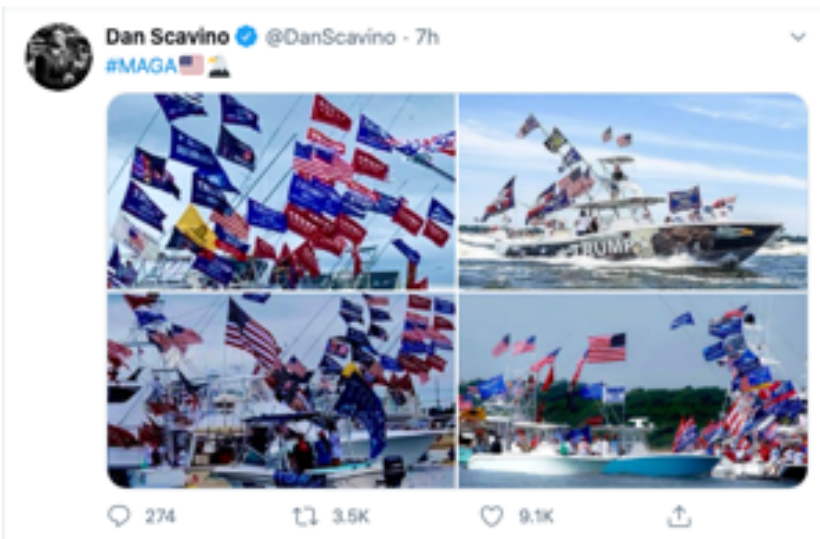 Dan Scavino @DanScavino · 7h
#MAGA🇺🇸🦅
TRUMP
274 3.5K 9.1K